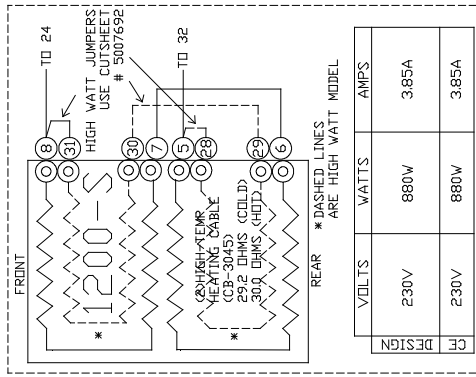 TO 24
HIGH WATT JUMPERS
USE CUTSHEET
# 5007692
TO 32
8
31
30
7
5
28
29
6
FRONT
1200-S
(2)HIGH TEMP
HEATING CABLE
(CB-3045)
29.2 OHMS (COLD)
30.0 OHMS (HOT)
*
*
REAR
* DASHED LINES
ARE HIGH WATT MODEL
VOLTS WATTS AMPS
DESIGN 230V 880W 3.85A
CE 230V 880W 3.85A